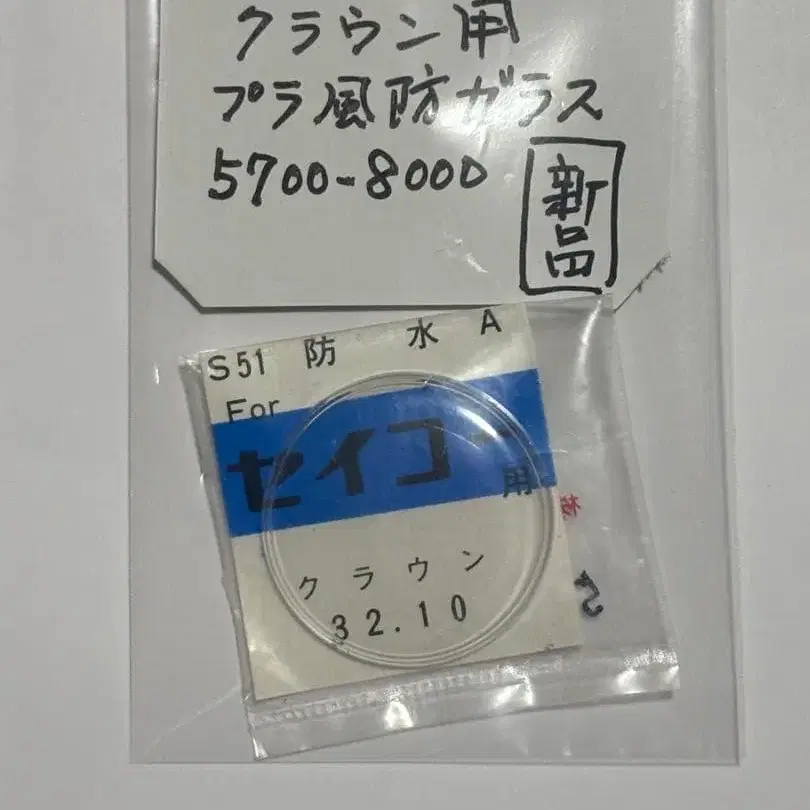 クラウン用
プラ風防ガラス
5700-8000
新品
S51 防 水 A
For
セイコー
用
クラウン
32.10